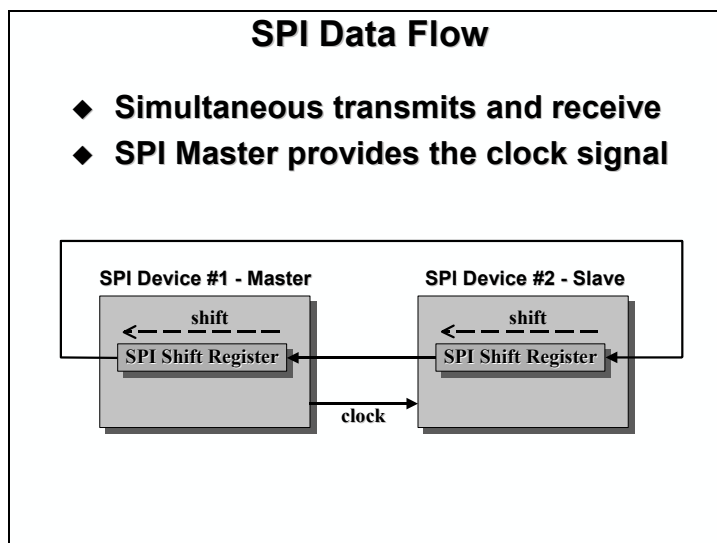 SPI Data Flow
◆ Simultaneous transmits and receive
◆ SPI Master provides the clock signal
SPI Device #1 - Master
SPI Device #2 - Slave
shift
shift
SPI Shift Register
SPI Shift Register
clock